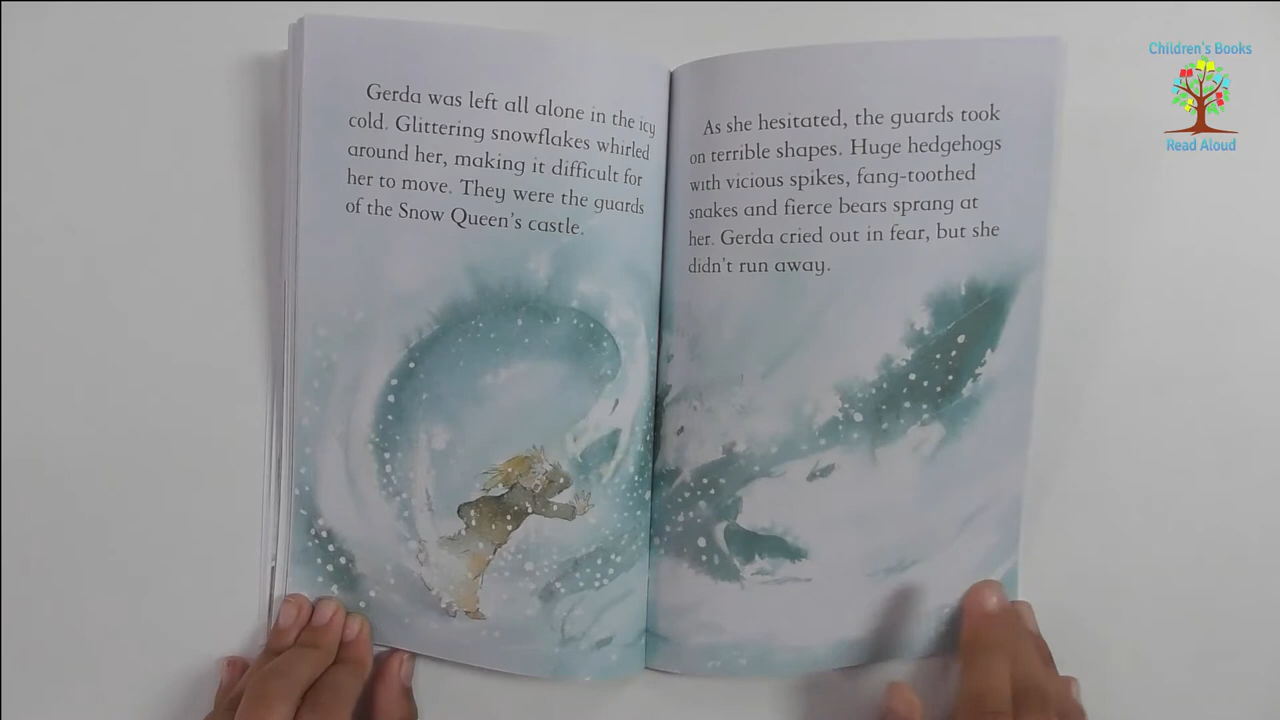 Gerda was left all alone in the icy
cold. Glittering snowflakes whirled
around her, making it difficult for
her to move. They were the guards
of the Snow Queen's castle.
As she hesitated, the guards took
on terrible shapes. Huge hedgehogs
with vicious spikes, fang-toothed
snakes and fierce bears sprang at
her. Gerda cried out in fear, but she
didn't run away.
Children's Books
Read Aloud